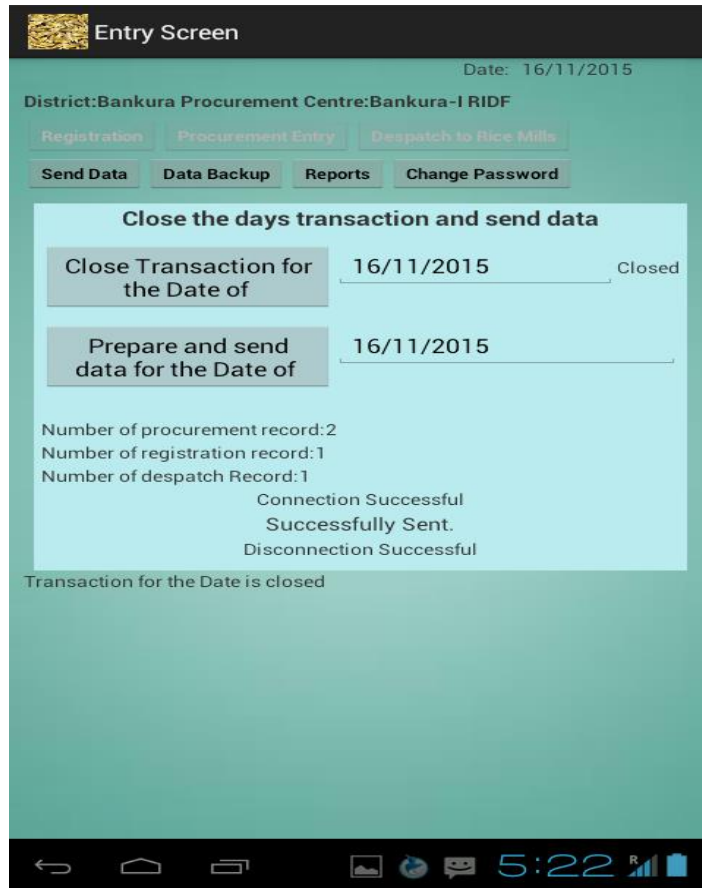 Entry Screen
Date: 16/11/2015
District:Bankura Procurement Centre:Bankura-I RIDF
Registration Procurement Entry Despatch to Rice Mills
Send Data Data Backup Reports Change Password
Close the days transaction and send data
Close Transaction for
the Date of
16/11/2015 Closed
Prepare and send
data for the Date of
16/11/2015
Number of procurement record:2
Number of registration record:1
Number of despatch Record:1
Connection Successful
Successfully Sent.
Disconnection Successful
Transaction for the Date is closed
5:22 R